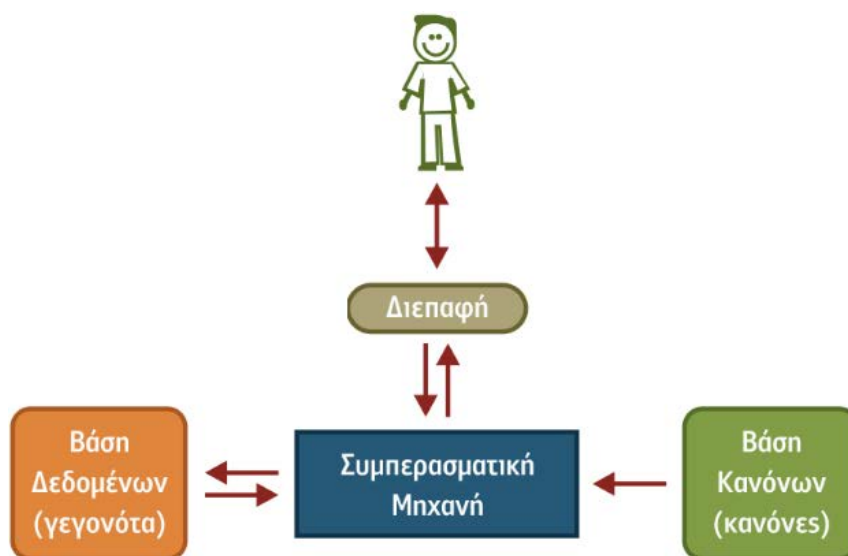 Διεπαφή
Βάση
Δεδομένων
(γεγονότα)
Συμπερασματική
Μηχανή
Βάση
Κανόνων
(κανόνες)